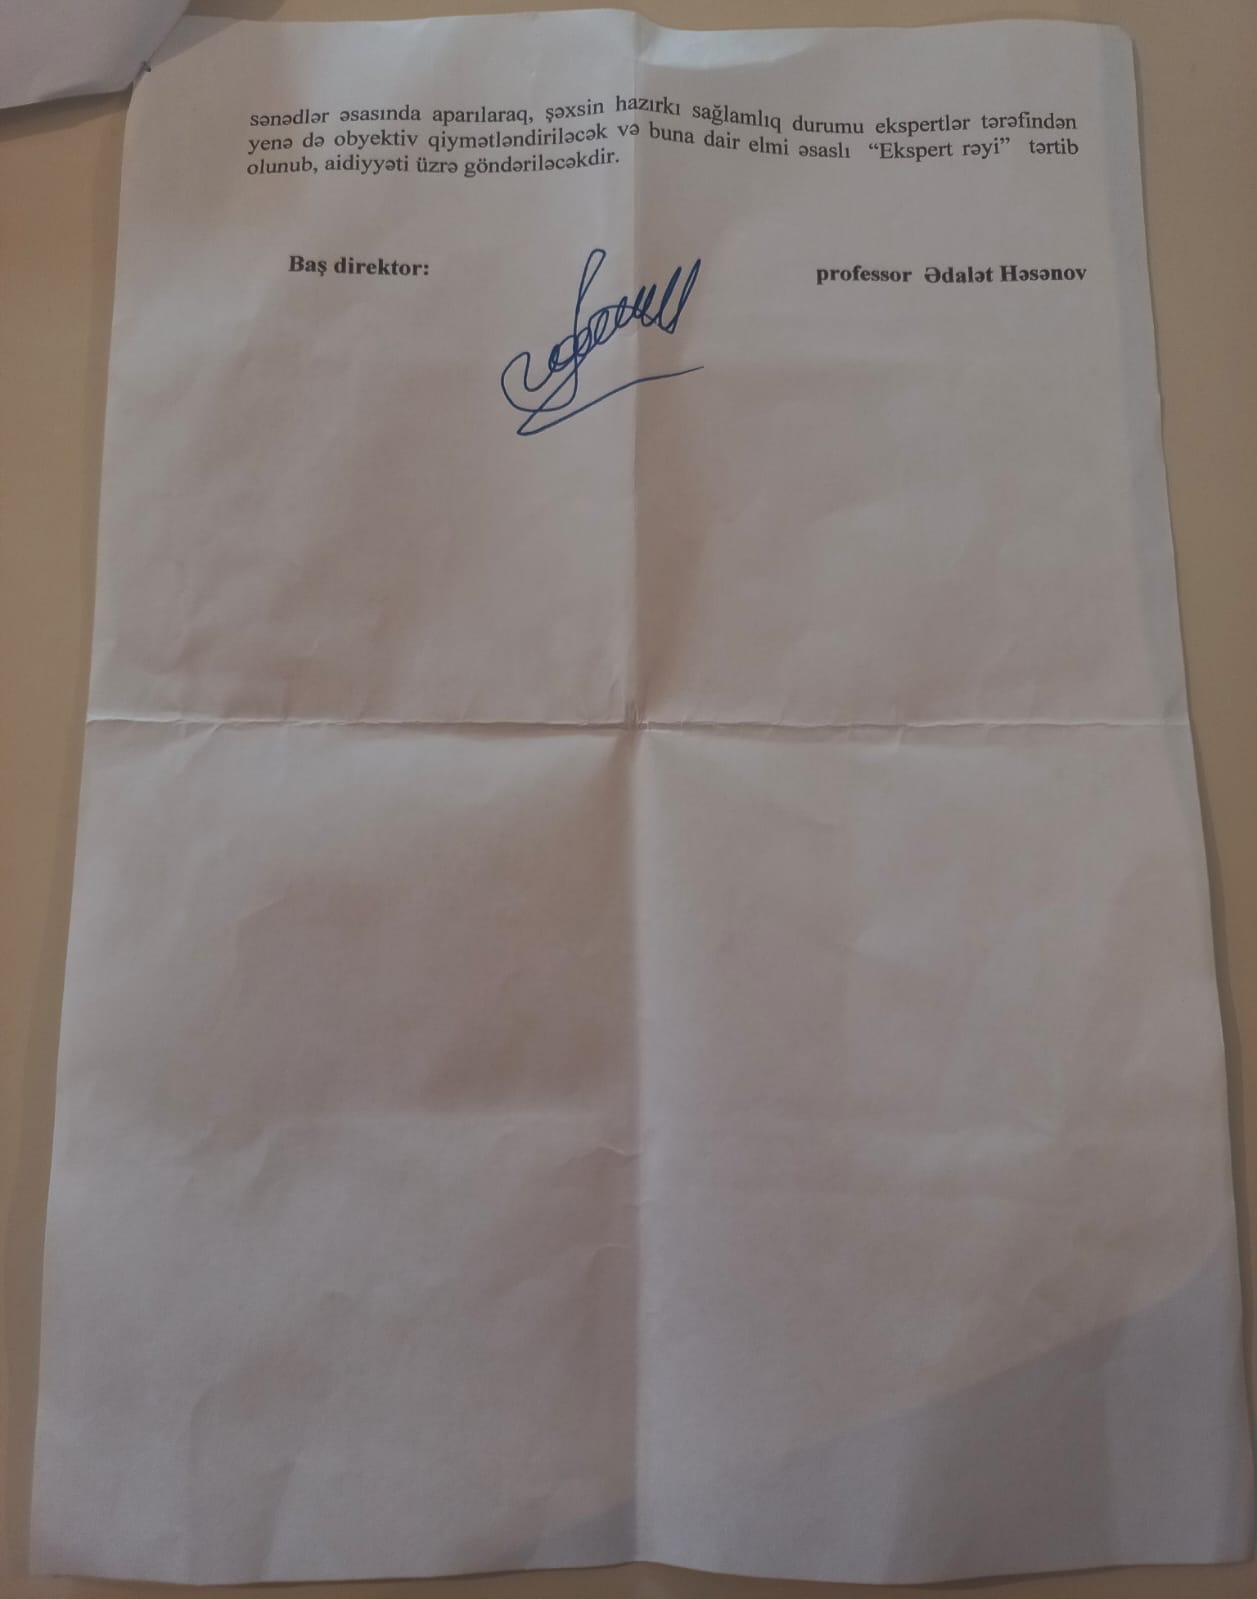 sənədlər əsasında aparılaraq, şəxsin hazırkı sağlamlıq durumu ekspertlər tərəfindən
yenə də obyektiv qiymətləndiriləcək və buna dair elmi əsaslı “Ekspert rəyi” tərtib
olunub, aidiyyəti üzrə göndəriləcəkdir.
Baş direktor: professor Ədalət Həsənov